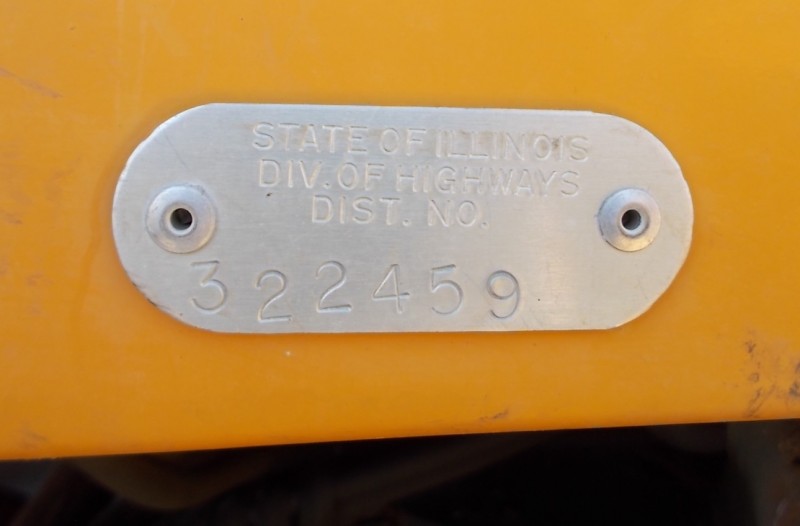 STATE OF ILLINOIS
DIV. OF HIGHWAYS
DIST. NO.
322459